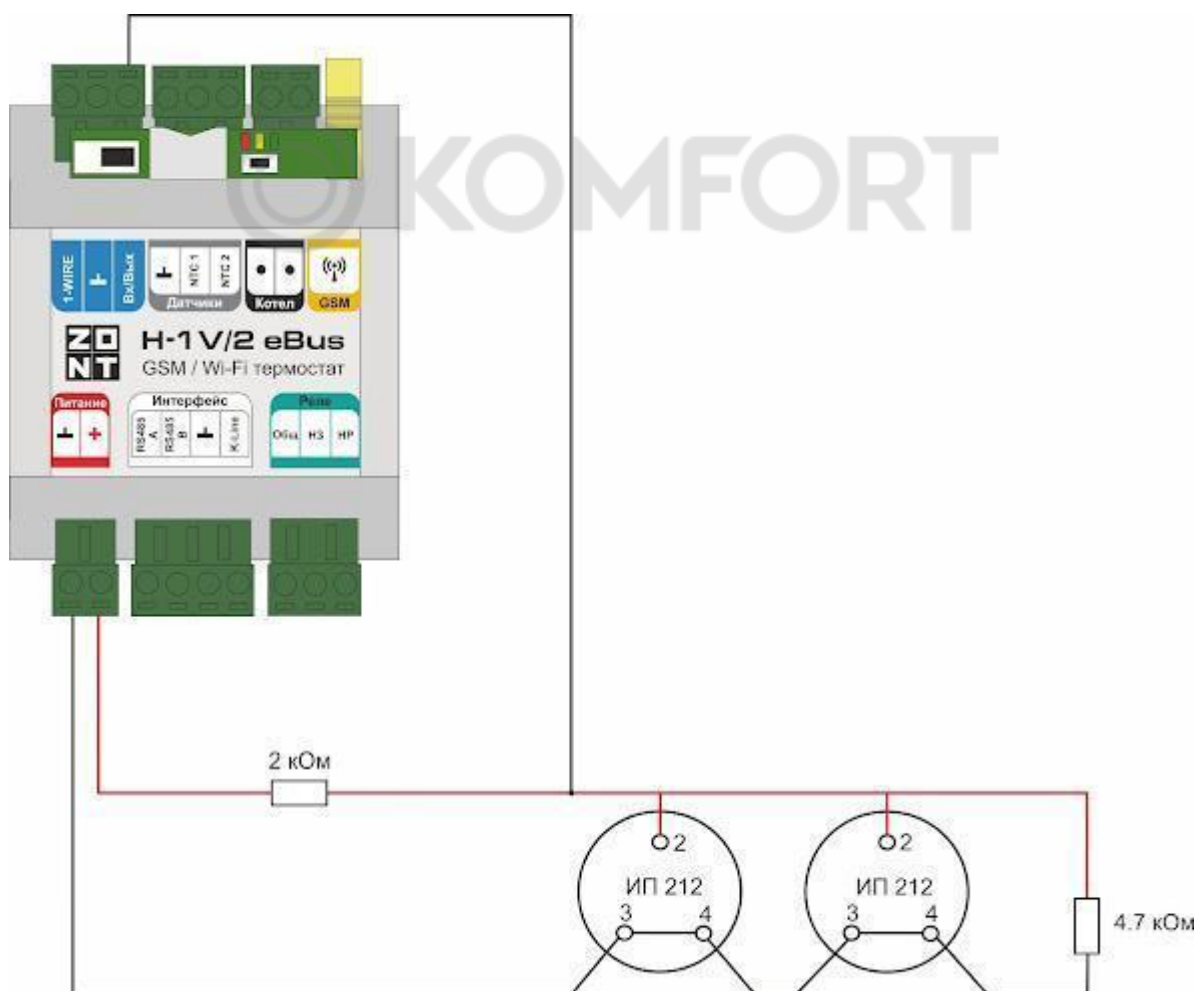 KOMFORT
1-WIRE
Вх/Вых
NTC 1
NTC 2
Датчики
Котел
GSM
ZONT
H-1 V/2 eBus
GSM / Wi-Fi термостат
Питание
+
Интерфейс
RS485 A
RS485 B
K-Line
Реле
Общ
НЗ
НР
2 кОм
2
2
ИП 212
ИП 212
3
4
3
4
4.7 кОм